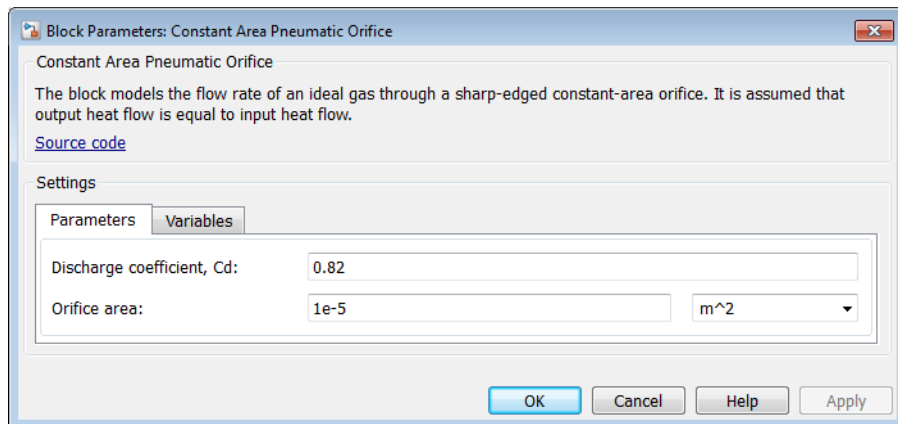 Block Parameters: Constant Area Pneumatic Orifice
Constant Area Pneumatic Orifice
The block models the flow rate of an ideal gas through a sharp-edged constant-area orifice. It is assumed that
output heat flow is equal to input heat flow.
Source code
Settings
Parameters Variables
Discharge coefficient, Cd: 0.82
Orifice area: 1e-5 m^2
OK Cancel Help Apply